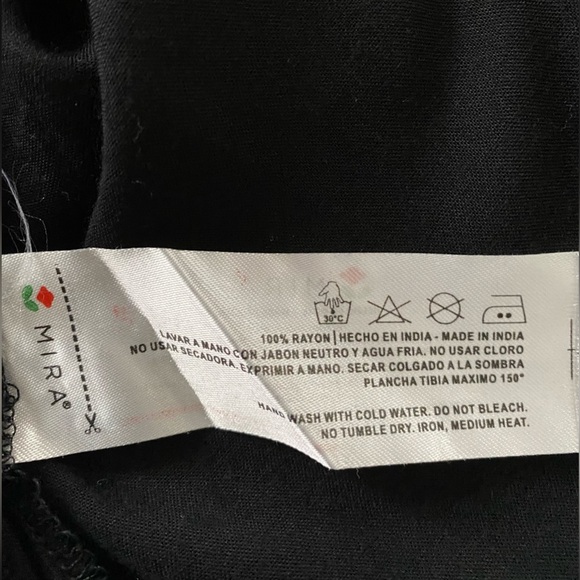 MIRA®
30°C
100% RAYON | HECHO EN INDIA - MADE IN INDIA
LAVAR A MANO CON JABON NEUTRO Y AGUA FRIA. NO USAR CLORO
NO USAR SECADORA. EXPRIMIR A MANO. SECAR COLGADO A LA SOMBRA
PLANCHA TIBIA MAXIMO 150°
HAND WASH WITH COLD WATER. DO NOT BLEACH.
NO TUMBLE DRY. IRON, MEDIUM HEAT.